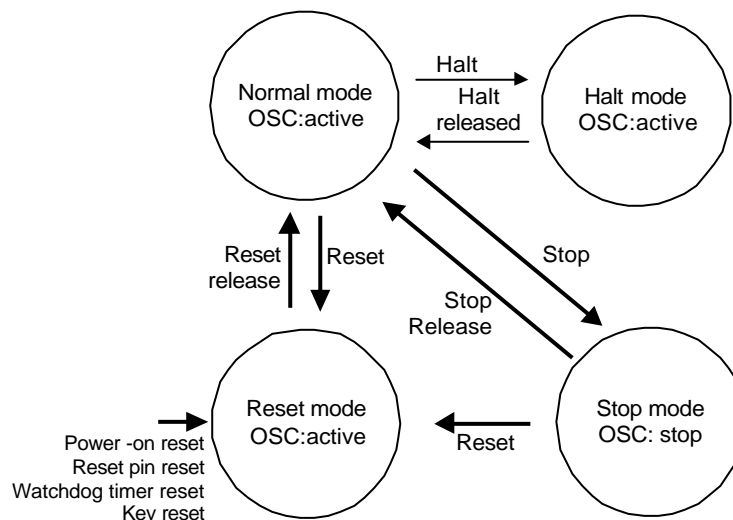 Normal mode
OSC:active
Halt
Halt
released
Halt mode
OSC:active
Reset
release
Reset
Stop
Stop
Release
Reset mode
OSC:active
Reset
Stop mode
OSC: stop
Power -on reset
Reset pin reset
Watchdog timer reset
Key reset